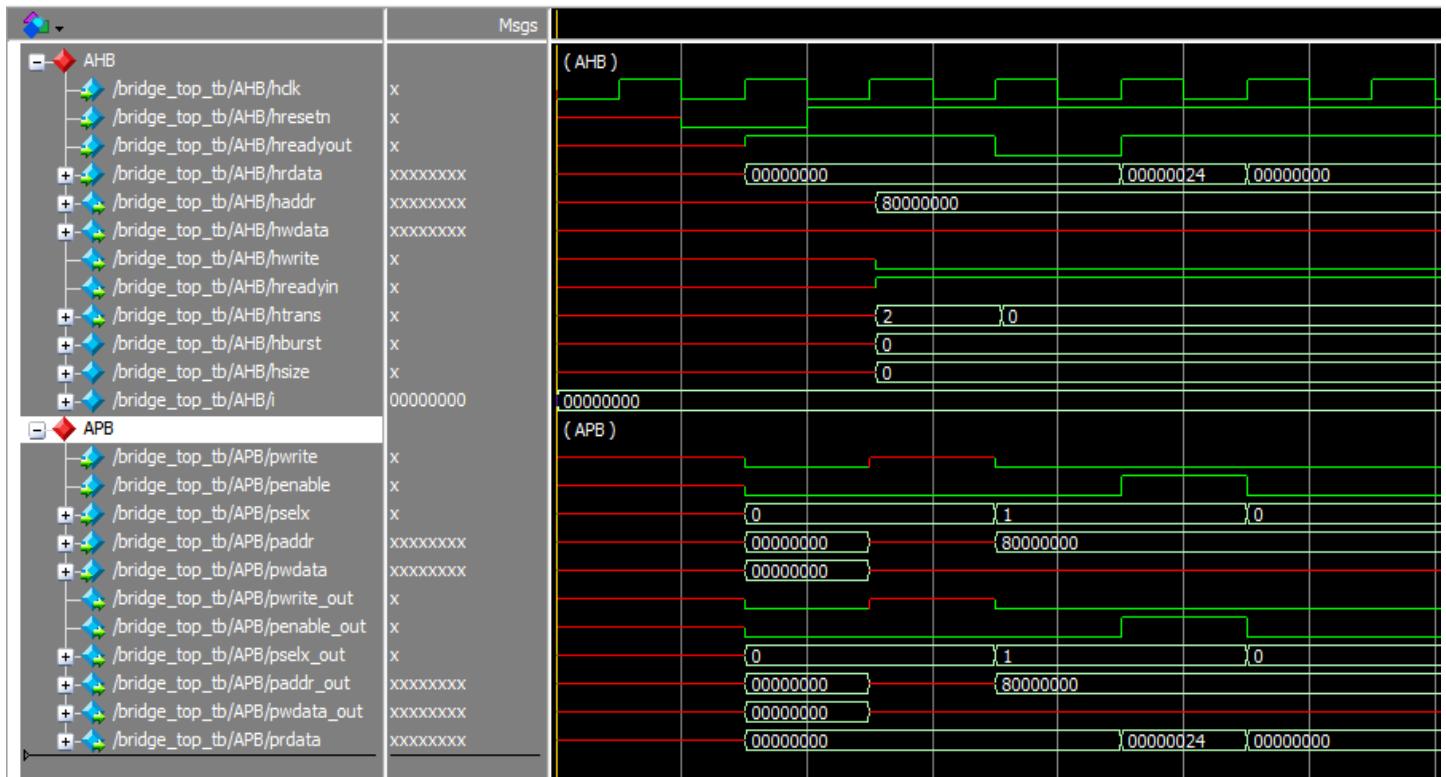 Msgs
AHB ( AHB )
/bridge_top_tb/AHB/hclk x
/bridge_top_tb/AHB/hresetn x
/bridge_top_tb/AHB/hreadyout x
/bridge_top_tb/AHB/hrdata xxxxxxxx 00000000 00000024 00000000
/bridge_top_tb/AHB/haddr xxxxxxxx 80000000
/bridge_top_tb/AHB/hwdata xxxxxxxx
/bridge_top_tb/AHB/hwrite x
/bridge_top_tb/AHB/hreadyin x
/bridge_top_tb/AHB/htrans x 2 0
/bridge_top_tb/AHB/hburst x 0
/bridge_top_tb/AHB/hsize x 0
/bridge_top_tb/AHB/i 00000000 00000000
APB ( APB )
/bridge_top_tb/APB/pwrite x
/bridge_top_tb/APB/penable x
/bridge_top_tb/APB/pselx x 0 1 0
/bridge_top_tb/APB/paddr xxxxxxxx 00000000 80000000
/bridge_top_tb/APB/pwdata xxxxxxxx 00000000
/bridge_top_tb/APB/pwrite_out x
/bridge_top_tb/APB/penable_out x
/bridge_top_tb/APB/pselx_out x 0 1 0
/bridge_top_tb/APB/paddr_out xxxxxxxx 00000000 80000000
/bridge_top_tb/APB/pwdata_out xxxxxxxx 00000000
/bridge_top_tb/APB/prdata xxxxxxxx 00000000 00000024 00000000